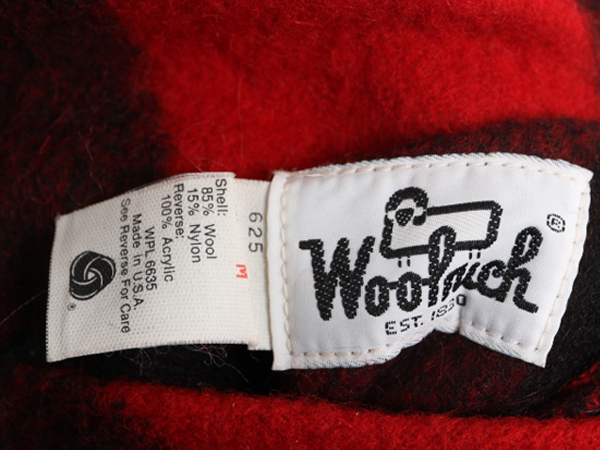 Shell:
85% Wool
15% Nylon
Reverse:
100% Acrylic
WPL 6635
Made in U.S.A.
See Reverse For Care
®
625
M
Woolrich
®
EST. 1830